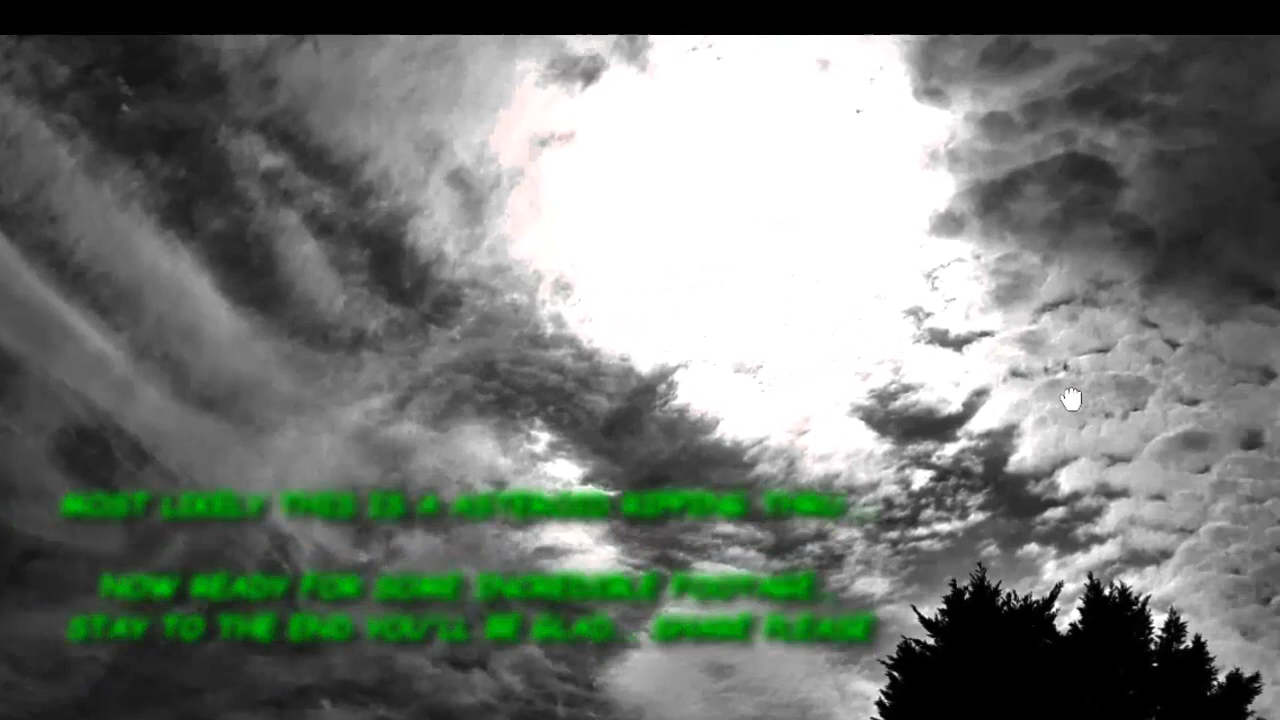 MOST LIKELY THIS IS A ASTEROID RIPPING THRU...
NOW READY FOR SOME INCREDIBLE FOOTAGE..
STAY TO THE END YOU'LL BE GLAD.. SHARE PLEASE